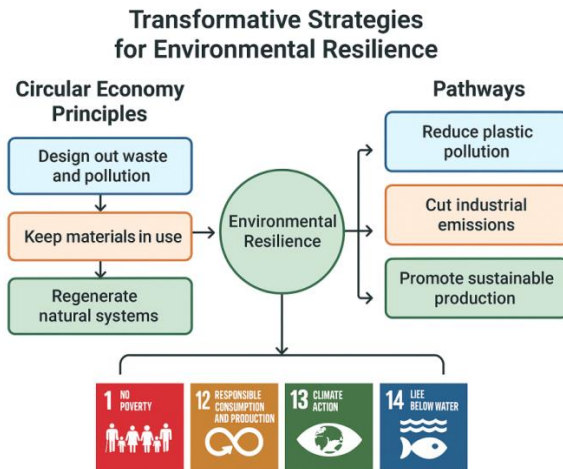 Transformative Strategies
for Environmental Resilience
Circular Economy
Principles
Design out waste
and pollution
Keep materials in use
Regenerate
natural systems
Environmental
Resilience
Pathways
Reduce plastic
pollution
Cut industrial
emissions
Promote sustainable
production
1 NO
POVERTY
12 RESPONSIBLE
CONSUMPTION
AND PRODUCTION
13 CLIMATE
ACTION
14 LIEE
BELOW WATER